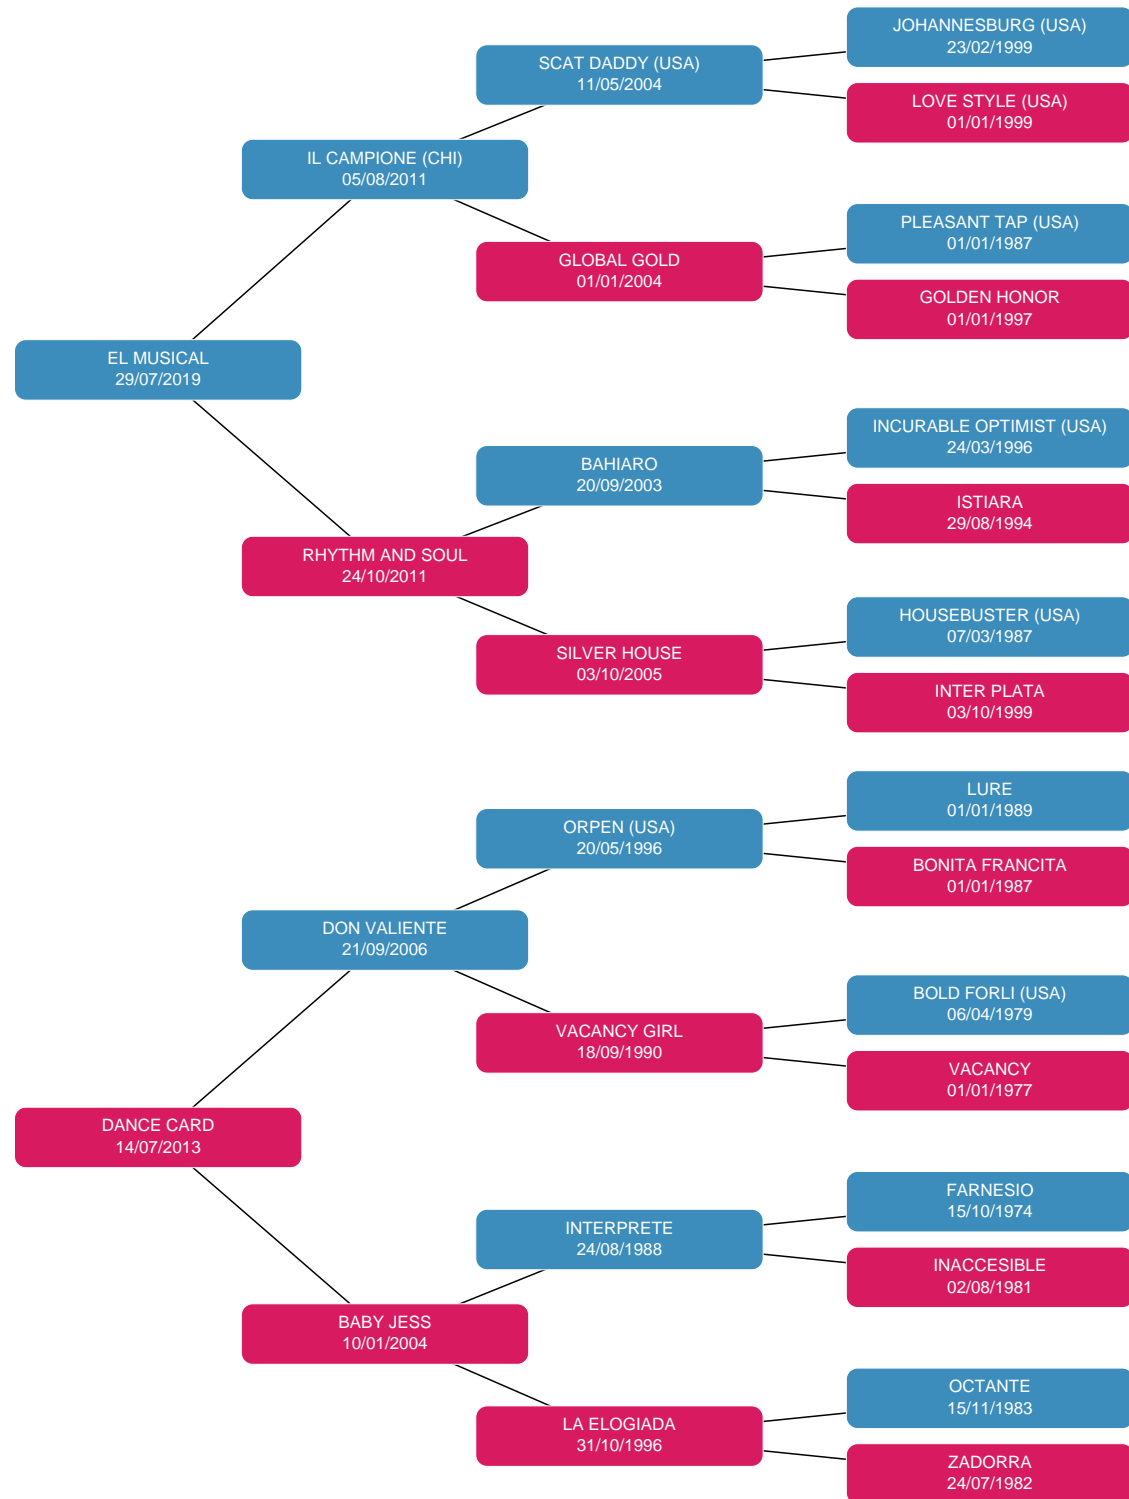 JOHANNESBURG (USA)
23/02/1999
SCAT DADDY (USA)
11/05/2004
LOVE STYLE (USA)
01/01/1999
IL CAMPIONE (CHI)
05/08/2011
PLEASANT TAP (USA)
01/01/1987
GLOBAL GOLD
01/01/2004
GOLDEN HONOR
01/01/1997
EL MUSICAL
29/07/2019
INCURABLE OPTIMIST (USA)
24/03/1996
BAHIARO
20/09/2003
ISTIARA
29/08/1994
RHYTHM AND SOUL
24/10/2011
HOUSEBUSTER (USA)
07/03/1987
SILVER HOUSE
03/10/2005
INTER PLATA
03/10/1999
LURE
01/01/1989
ORPEN (USA)
20/05/1996
BONITA FRANCITA
01/01/1987
DON VALIENTE
21/09/2006
BOLD FORLI (USA)
06/04/1979
VACANCY GIRL
18/09/1990
VACANCY
01/01/1977
DANCE CARD
14/07/2013
FARNESIO
15/10/1974
INTERPRETE
24/08/1988
INACCESIBLE
02/08/1981
BABY JESS
10/01/2004
OCTANTE
15/11/1983
LA ELOGIADA
31/10/1996
ZADORRA
24/07/1982